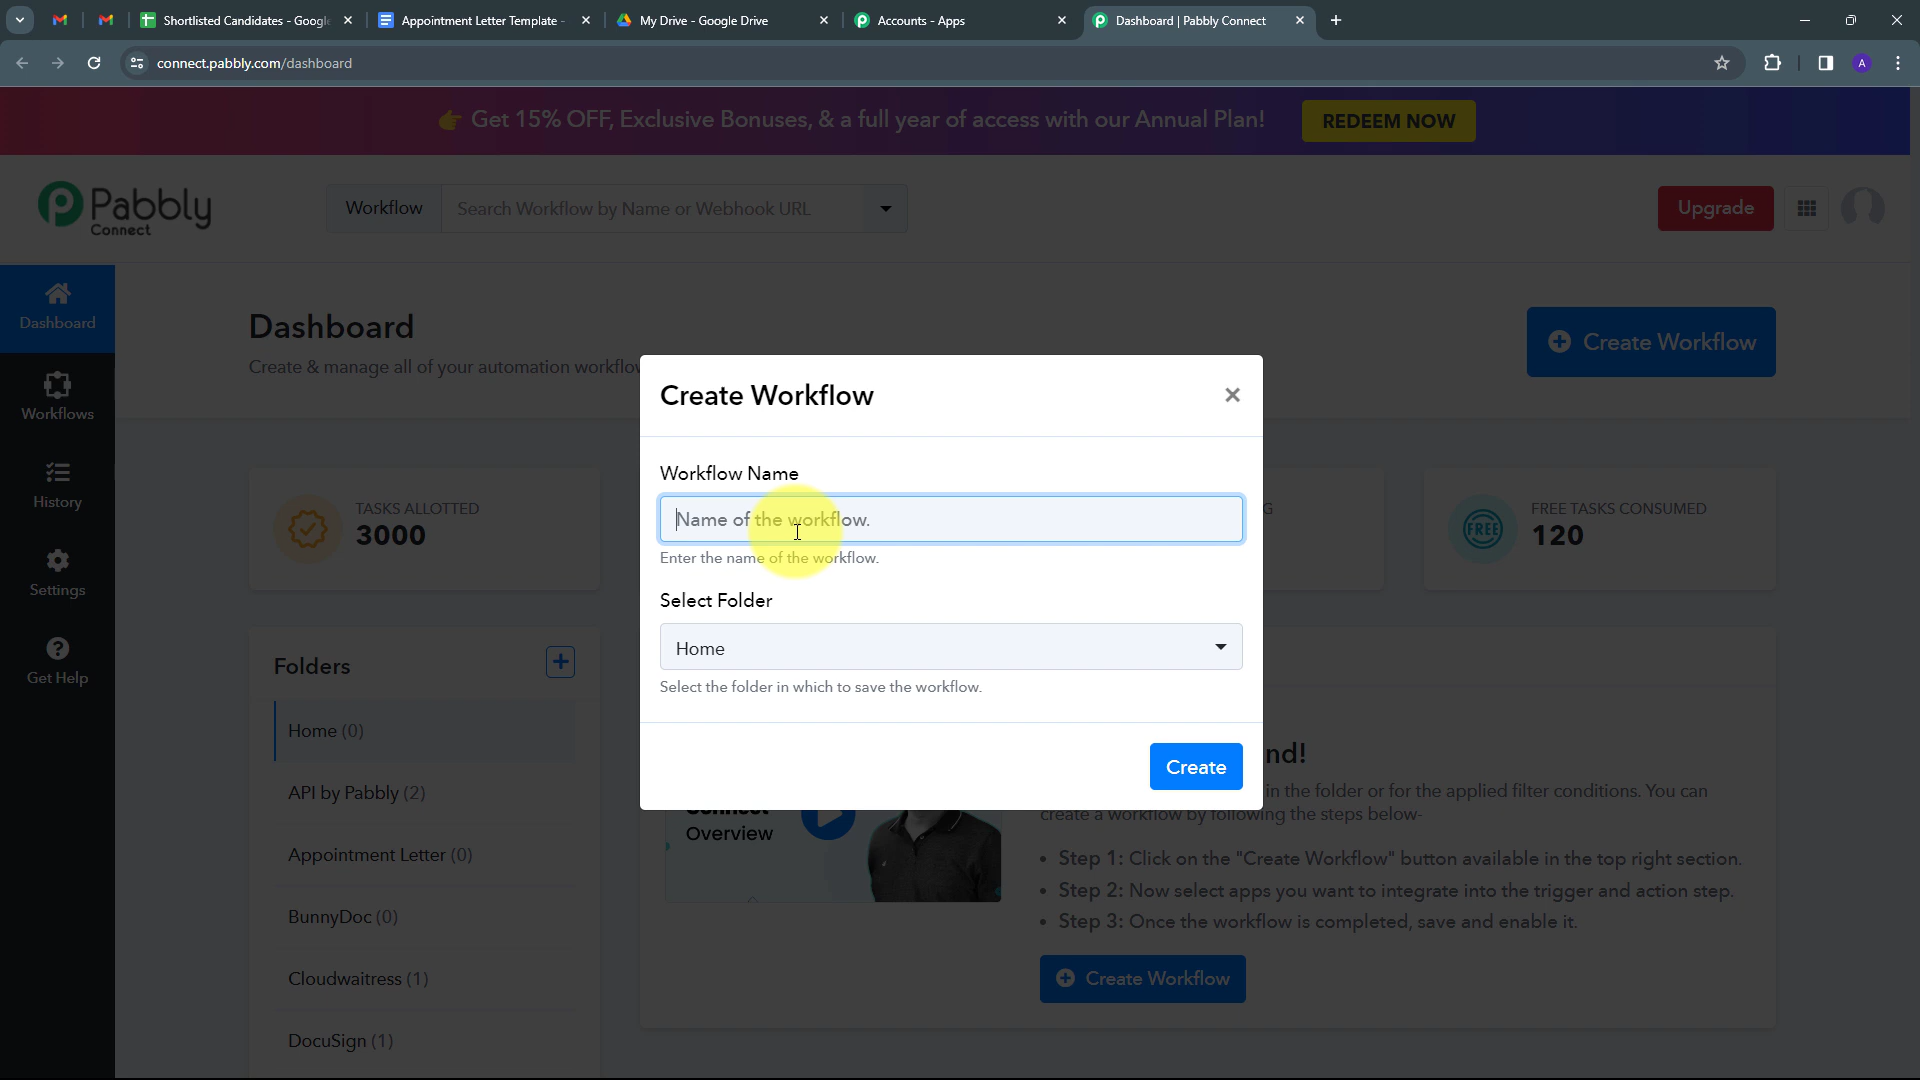 Shortlisted Candidates - Google
Appointment Letter Template -
My Drive - Google Drive
Accounts - Apps
Dashboard | Pabbly Connect
connect.pabbly.com/dashboard
A
👉 Get 15% OFF, Exclusive Bonuses, & a full year of access with our Annual Plan!
REDEEM NOW
Pabbly
Connect
Workflow
Search Workflow by Name or Webhook URL
Upgrade
Dashboard
Workflows
History
Settings
Get Help
Dashboard
Create & manage all of your automation workflow
Create Workflow
TASKS ALLOTTED
3000
G
FREE
FREE TASKS CONSUMED
120
Create Workflow
Workflow Name
Name of the workflow.
Enter the name of the workflow.
Select Folder
Home
Select the folder in which to save the workflow.
Create
Folders
Home (0)
API by Pabbly (2)
Appointment Letter (0)
BunnyDoc (0)
Cloudwaitress (1)
DocuSign (1)
Connect
Overview
nd!
in the folder or for the applied filter conditions. You can
create a workflow by following the steps below-
• Step 1: Click on the "Create Workflow" button available in the top right section.
• Step 2: Now select apps you want to integrate into the trigger and action step.
• Step 3: Once the workflow is completed, save and enable it.
Create Workflow